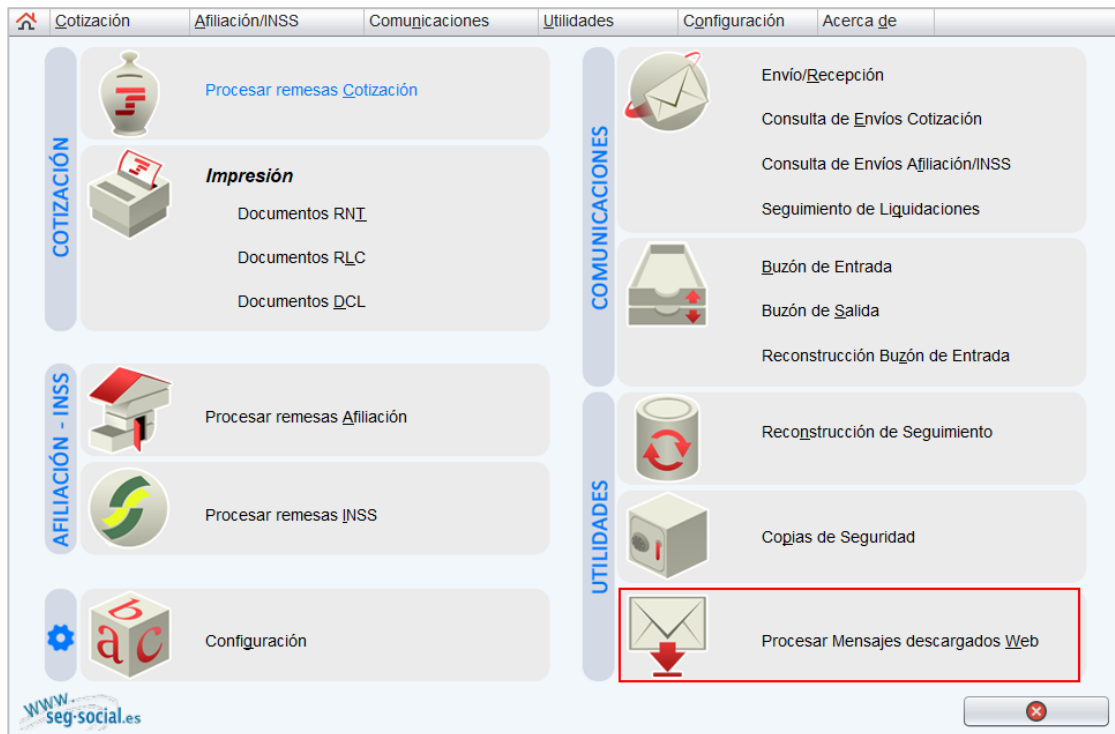 Cotización Afiliación/INSS Comunicaciones Utilidades Configuración Acerca de
COTIZACIÓN
Procesar remesas Cotización
Impresión
Documentos RNT
Documentos RLC
Documentos DCL
AFILIACIÓN - INSS
Procesar remesas Afiliación
Procesar remesas INSS
abc
Configuración
COMUNICACIONES
Envío/Recepción
Consulta de Envíos Cotización
Consulta de Envíos Afiliación/INSS
Seguimiento de Liquidaciones
Buzón de Entrada
Buzón de Salida
Reconstrucción Buzón de Entrada
UTILIDADES
Reconstrucción de Seguimiento
Copias de Seguridad
Procesar Mensajes descargados Web
www.
seg-social.es